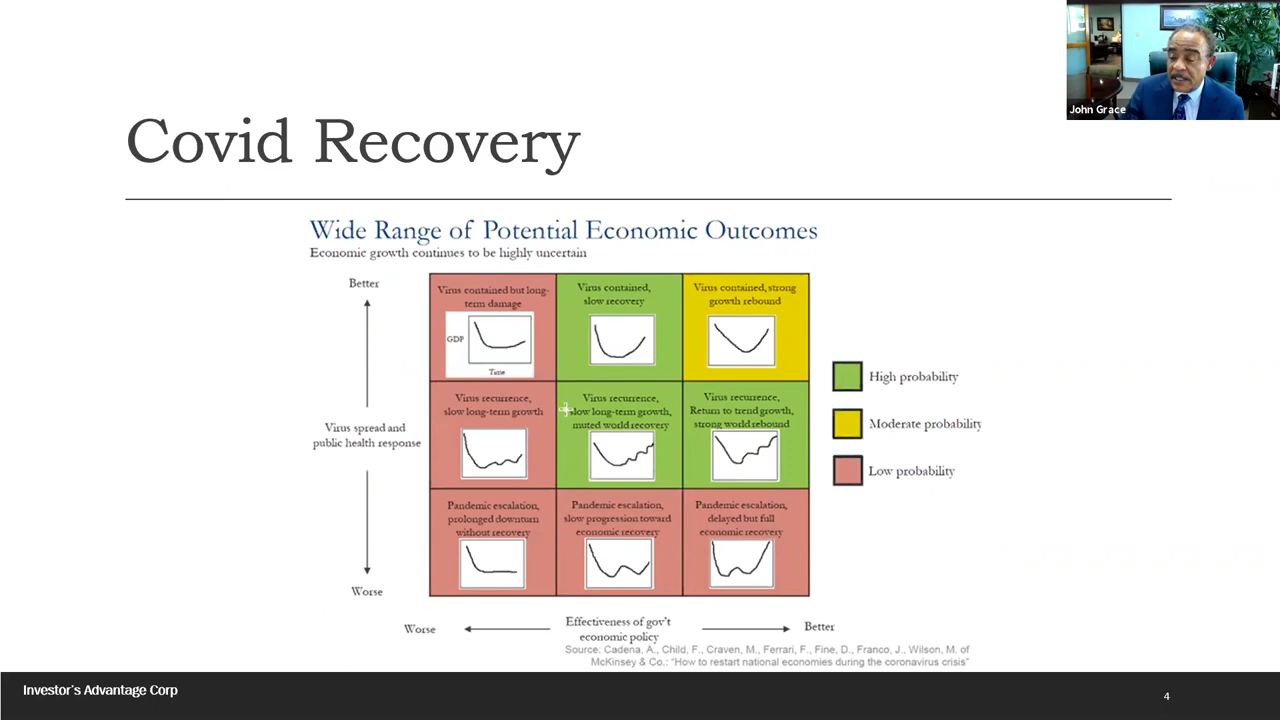 John Grace
Covid Recovery
Wide Range of Potential Economic Outcomes
Economic growth continues to be highly uncertain
Better
Virus spread and
public health response
Worse
Virus contained but long-
term damage
GDP
Time
Virus contained,
slow recovery
Virus contained, strong
growth rebound
Virus recurrence,
slow long-term growth
Virus recurrence,
slow long-term growth,
muted world recovery
Virus recurrence,
Return to trend growth,
strong world rebound
Pandemic escalation,
prolonged downturn
without recovery
Pandemic escalation,
slow progression toward
economic recovery
Pandemic escalation,
delayed but full
economic recovery
High probability
Moderate probability
Low probability
Worse
Effectiveness of gov't
economic policy
Better
Source: Cadena, A., Child, F., Craven, M., Ferrari, F., Fine, D., Franco, J., Wilson, M. of
McKinsey & Co.: "How to restart national economies during the coronavirus crisis"
Investor's Advantage Corp
4